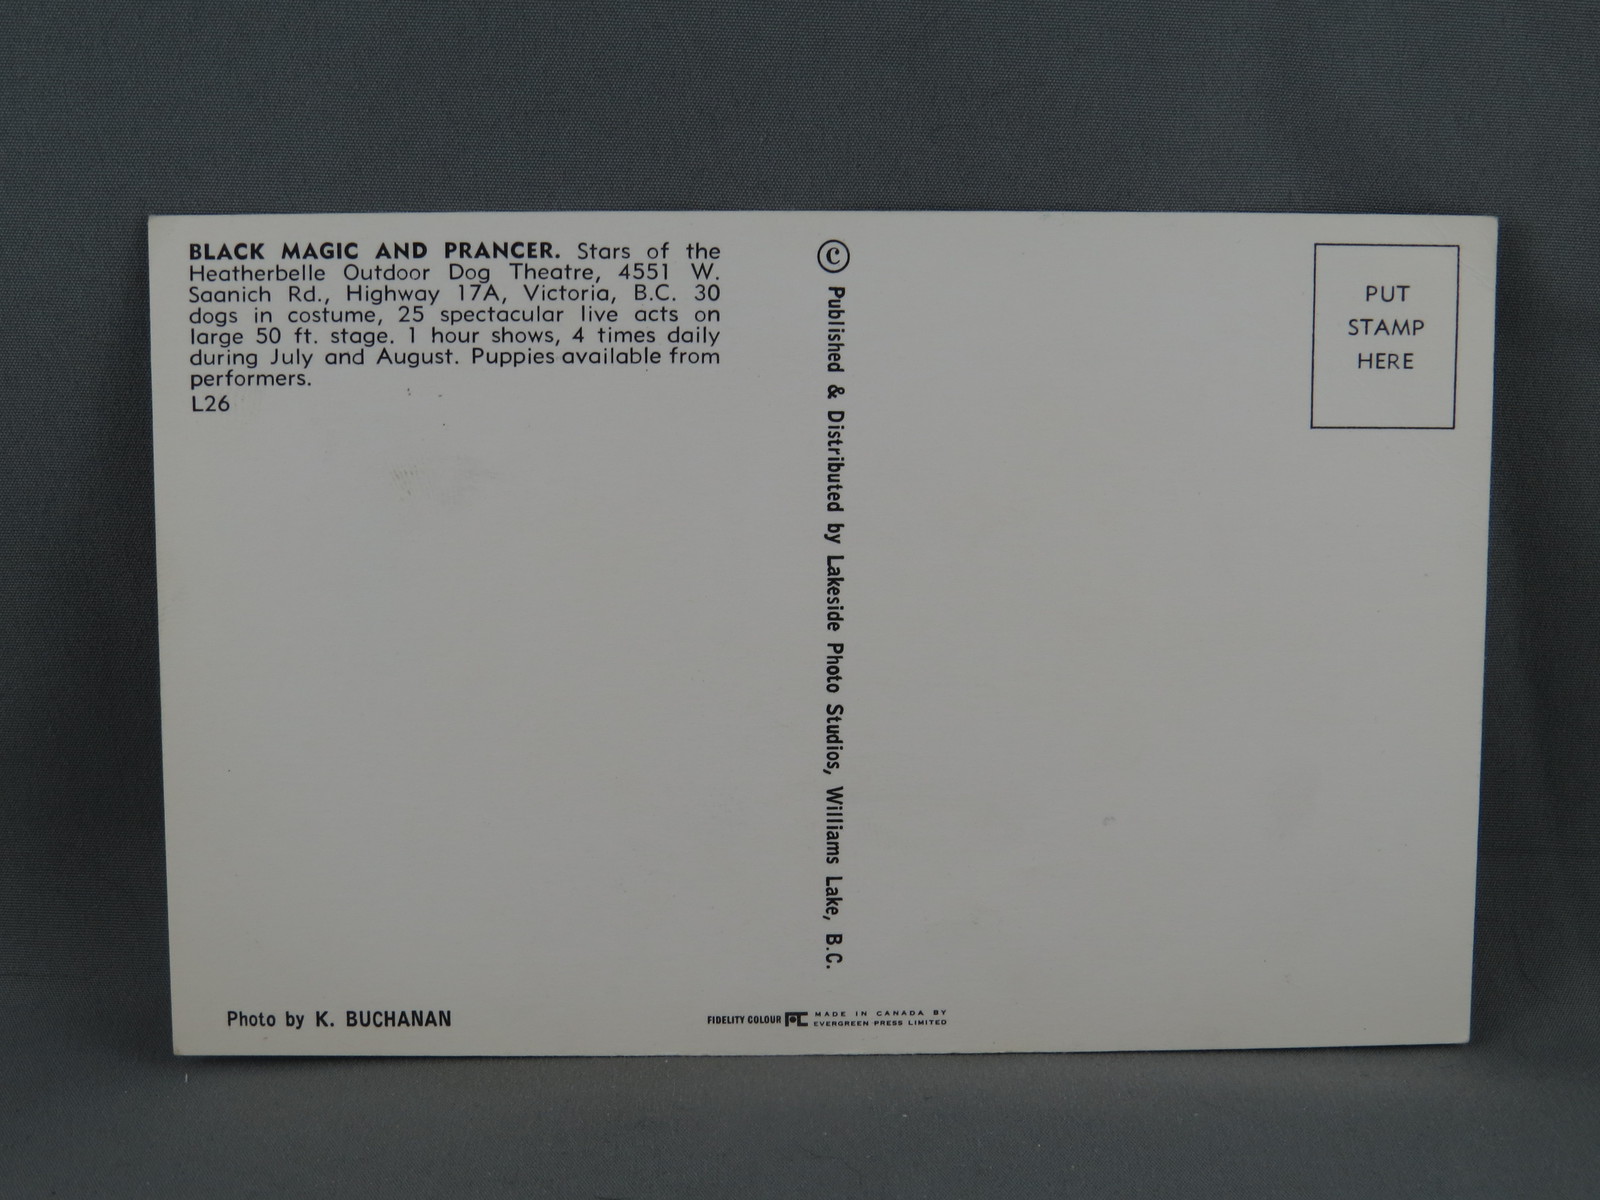 BLACK MAGIC AND PRANCER. Stars of the
Heatherbelle Outdoor Dog Theatre, 4551 W.
Saanich Rd., Highway 17A, Victoria, B.C. 30
dogs in costume, 25 spectacular live acts on
large 50 ft. stage. 1 hour shows, 4 times daily
during July and August. Puppies available from
performers.
L26
© Published & Distributed by Lakeside Photo Studios, Williams Lake, B.C.
PUT
STAMP
HERE
Photo by K. BUCHANAN
FIDELITY COLOUR FC MADE IN CANADA BY
EVERGREEN PRESS LIMITED